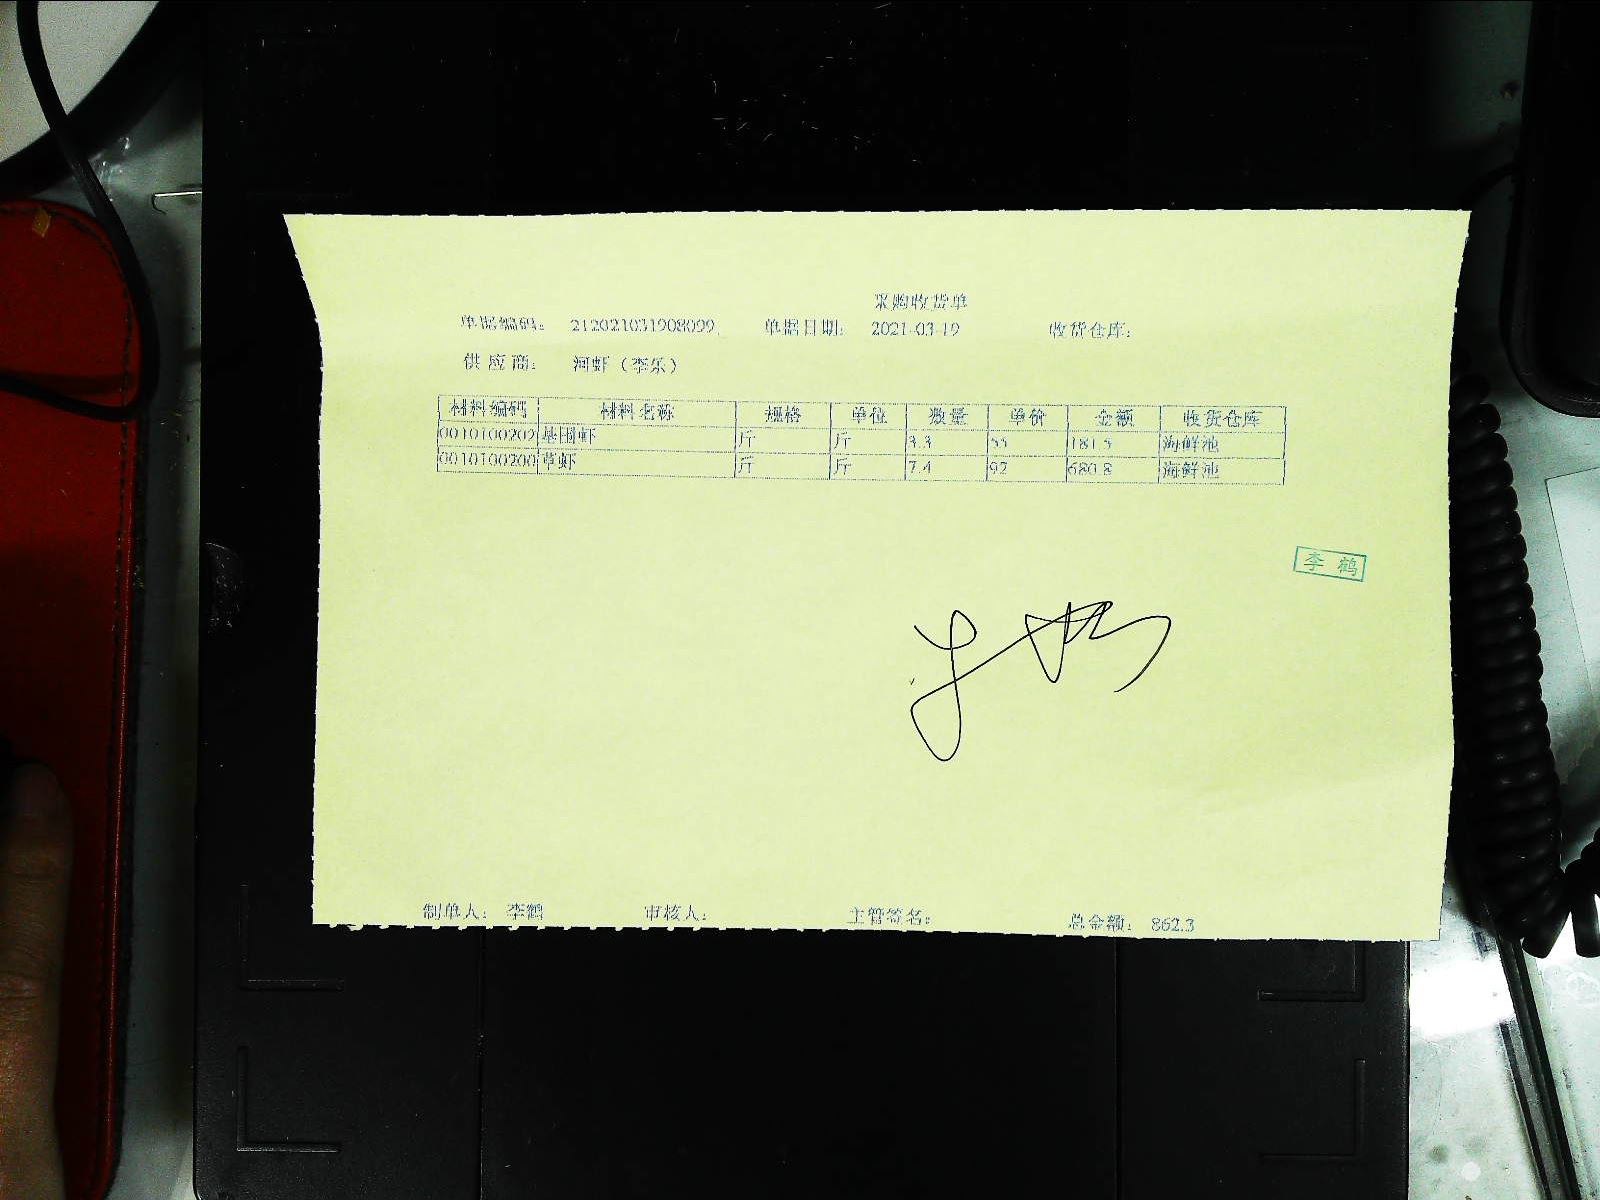 采购收货单
单据编码: 212021031908099 单据日期: 2021-03-19 收货仓库:
供应商: 河虾（李乐）
材料编码 材料名称 规格 单位 数量 单价 金额 收货仓库
0010100202 基围虾 斤 斤 3.3 55 181.5 海鲜池
0010100200 草虾 斤 斤 7.4 92 680.8 海鲜池
李鹤
制单人: 李鹤 审核人: 主管签名: 总金额: 862.3